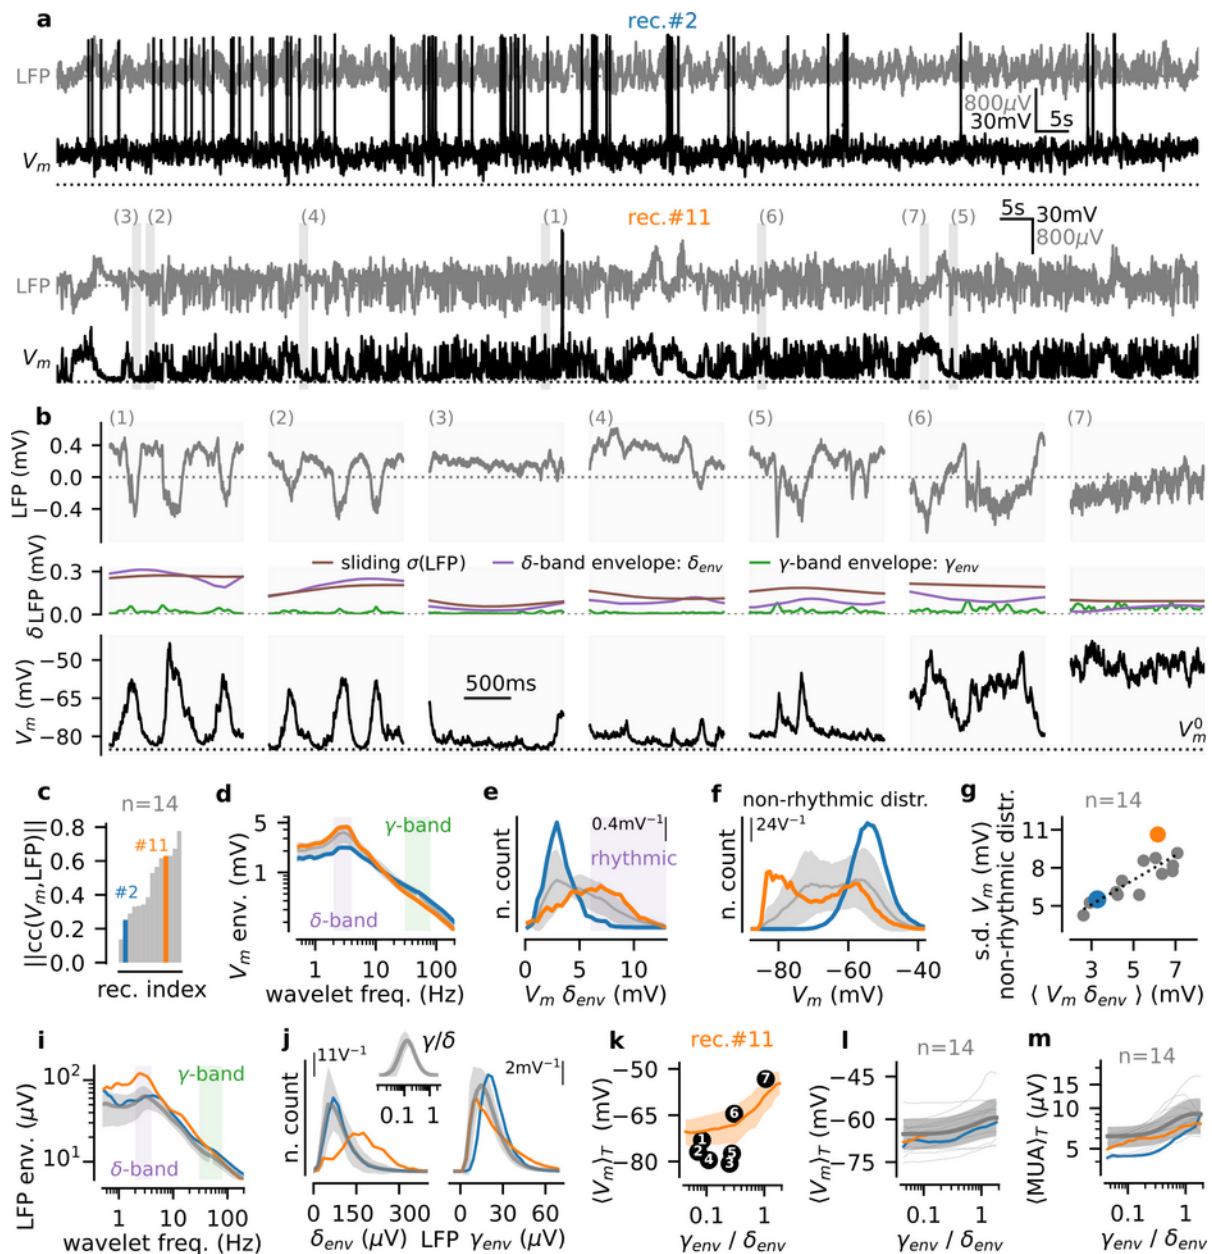 a
rec.#2
LFP
800μV
30mV
5s
Vm
(3) (2) (4) (1) rec.#11 (6) (7) (5)
5s 30mV
800μV
LFP
Vm
b
(1) (2) (3) (4) (5) (6) (7)
LFP (mV)
0.4
0.0
−0.4
sliding σ(LFP) δ-band envelope: δenv γ-band envelope: γenv
δLFP (mV)
0.3
0.0
Vm (mV)
−50
−65
−80
500ms
V⁰m
c
n=14
||cc(Vm,LFP)||
0.8
0.6
0.4
0.2
0.0
#11
#2
rec. index
d
Vm env. (mV)
5
1
γ-band
δ-band
1 10 100
wavelet freq. (Hz)
e
n. count
0.4mV⁻¹
rhythmic
0 5 10
Vm δenv (mV)
f
non-rhythmic distr.
24V⁻¹
n. count
−80 −60 −40
Vm (mV)
g
n=14
s.d. Vm (mV)
non-rhythmic distr.
11
8
5
3 5 7
⟨ Vm δenv ⟩ (mV)
i
LFP env. (μV)
10²
10¹
γ-band
δ-band
1 10 100
wavelet freq. (Hz)
j
n. count
11V⁻¹
γ/δ
0.1 1
2mV⁻¹
0 150 300
0 30 60
δenv (μV) LFP γenv (μV)
k
rec.#11
⟨Vm⟩T (mV)
−50
−65
−80
1
2
3
4
5
6
7
0.1 1
γenv / δenv
l
n=14
⟨Vm⟩T (mV)
−45
−60
−75
0.1 1
γenv / δenv
m
n=14
⟨MUA⟩T (μV)
15
10
5
0.1 1
γenv / δenv